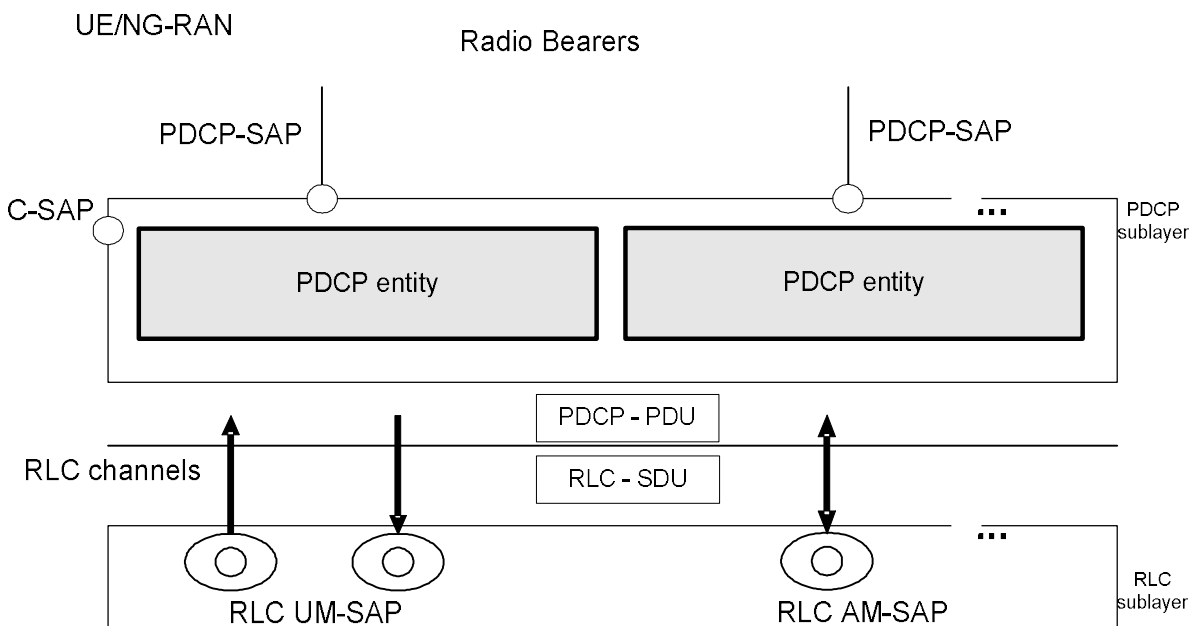 UE/NG-RAN
Radio Bearers
PDCP-SAP
PDCP-SAP
C-SAP
...
PDCP
sublayer
PDCP entity
PDCP entity
PDCP - PDU
RLC channels
RLC - SDU
...
RLC UM-SAP
RLC AM-SAP
RLC
sublayer